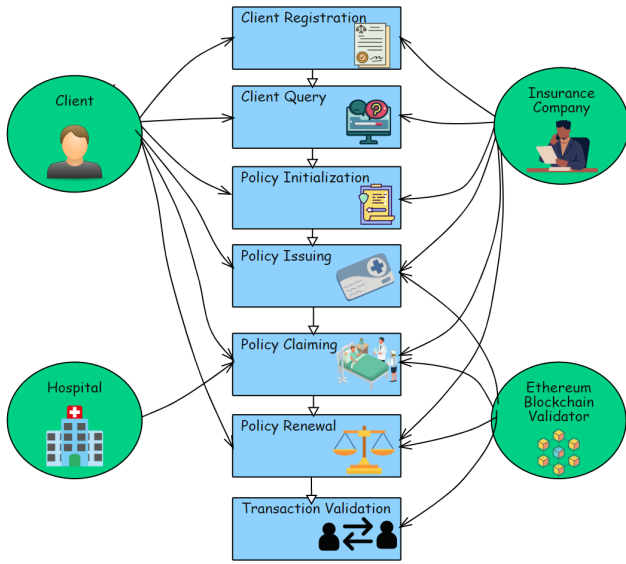 Client Registration
Client
Client Query
Insurance
Company
Policy Initialization
Policy Issuing
Policy Claiming
Hospital
Ethereum
Blockchain
Validator
Policy Renewal
Transaction Validation